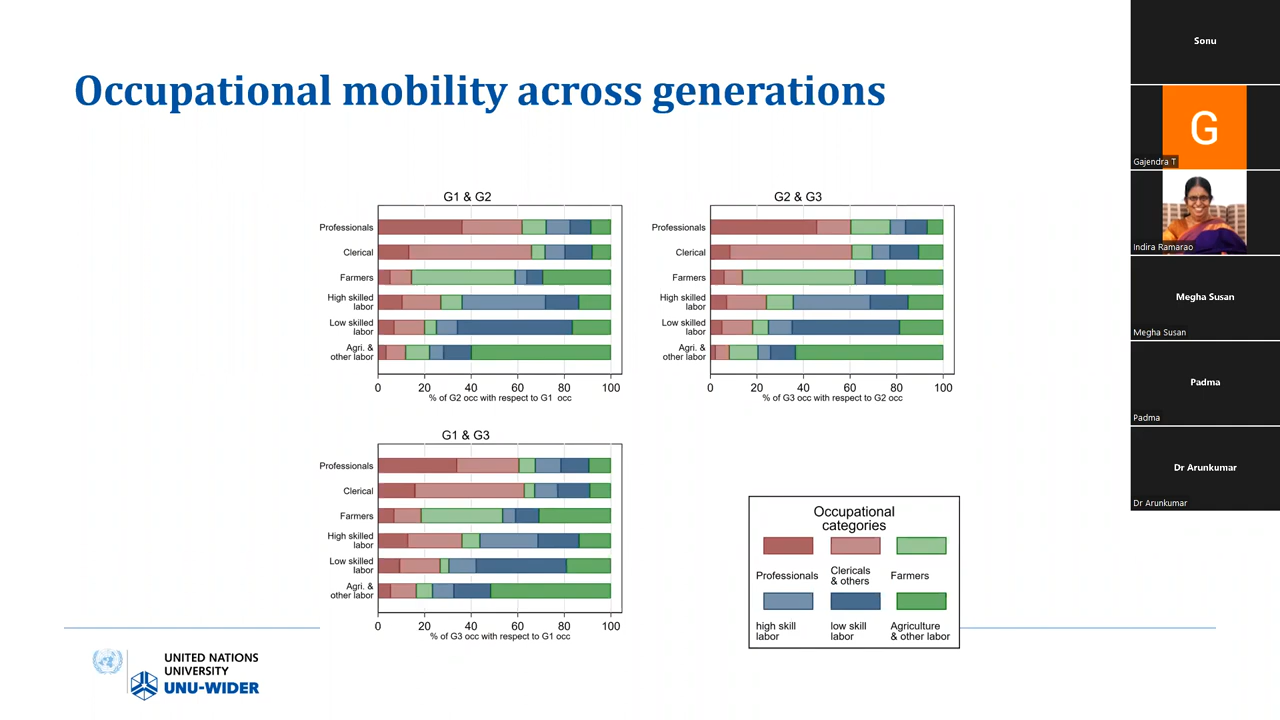 Occupational mobility across generations
G1 & G2
Professionals
Clerical
Farmers
High skilled
labor
Low skilled
labor
Agri. &
other labor
0 20 40 60 80 100
% of G2 occ with respect to G1 occ
G2 & G3
Professionals
Clerical
Farmers
High skilled
labor
Low skilled
labor
Agri. &
other labor
0 20 40 60 80 100
% of G3 occ with respect to G2 occ
G1 & G3
Professionals
Clerical
Farmers
High skilled
labor
Low skilled
labor
Agri. &
other labor
0 20 40 60 80 100
% of G3 occ with respect to G1 occ
Occupational
categories
Professionals
Clericals
& others
Farmers
high skill
labor
low skill
labor
Agriculture
& other labor
UNITED NATIONS
UNIVERSITY
UNU-WIDER
Sonu
G
Gajendra T
Indira Ramarao
Megha Susan
Megha Susan
Padma
Padma
Dr Arunkumar
Dr Arunkumar